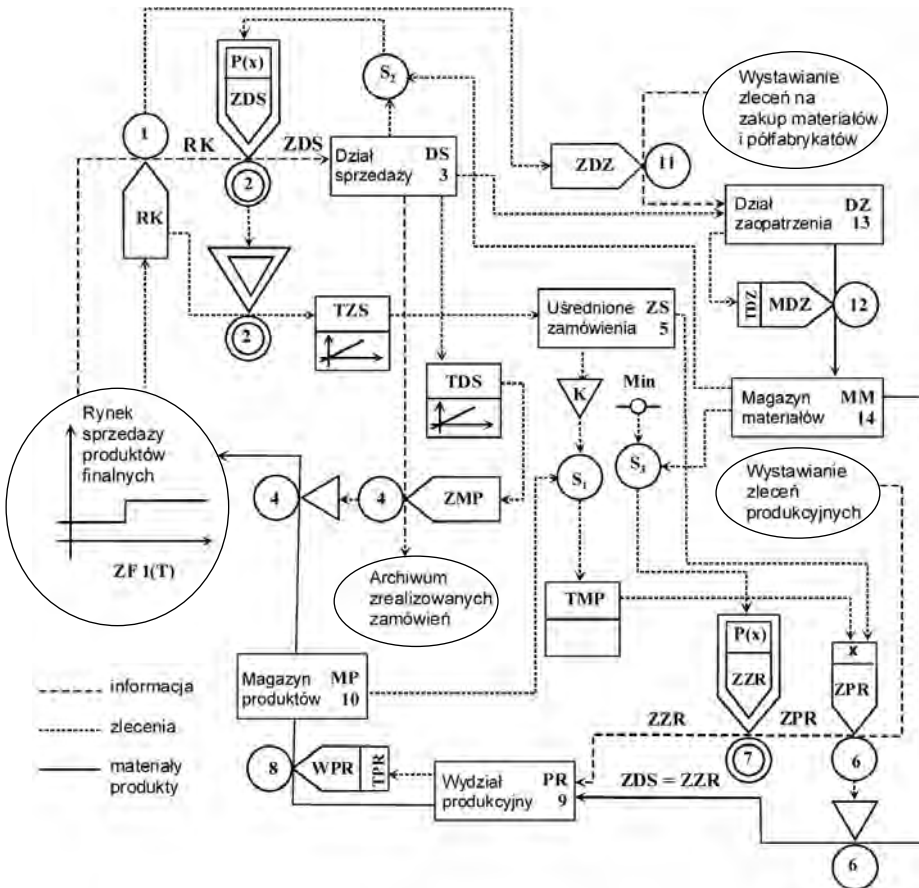 P(x)
ZDS
S₂
Wystawianie
zleceń na
zakup materiałów
i półfabrykatów
1
RK
ZDS
Dział
sprzedaży
DS
3
ZDZ
11
2
RK
Dział
zaopatrzenia
DZ
13
TDZ
MDZ
12
2
TZS
Uśrednione
zamówienia
ZS
5
TDS
K
Min
Magazyn
materiałów
MM
14
Rynek
sprzedaży
produktów
finalnych
ZF 1(T)
4
4
ZMP
S₁
S₃
Wystawianie
zleceń
produkcyjnych
Archiwum
zrealizowanych
zamówień
TMP
P(x)
ZZR
x
ZPR
Magazyn
produktów
MP
10
informacja
zlecenia
materiały
produkty
ZZR
ZPR
8
WPR
TPR
Wydział
produkcyjny
PR
9
7
6
ZDS = ZZR
6